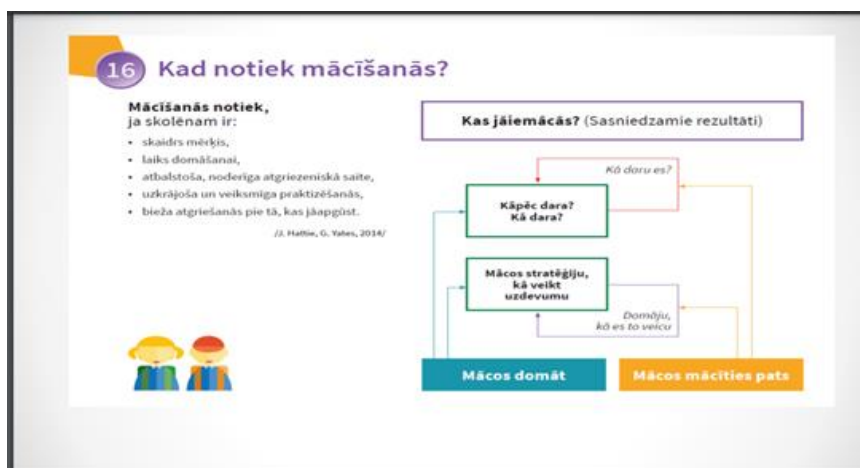 16 Kad notiek mācīšanās?
Mācīšanās notiek,
ja skolēnam ir:
• skaidrs mērķis,
• laiks domāšanai,
• atbalstoša, noderīga atgriezeniskā saite,
• uzkrājoša un veiksmīga praktizēšanās,
• bieža atgriešanās pie tā, kas jāapgūst.
/J. Hattie, G. Yates, 2014/
Kas jāiemācās? (Sasniedzamie rezultāti)
Kā daru es?
Kāpēc dara?
Kā dara?
Mācos stratēģiju,
kā veikt
uzdevumu
Domāju,
kā es to veicu
Mācos domāt
Mācos mācīties pats